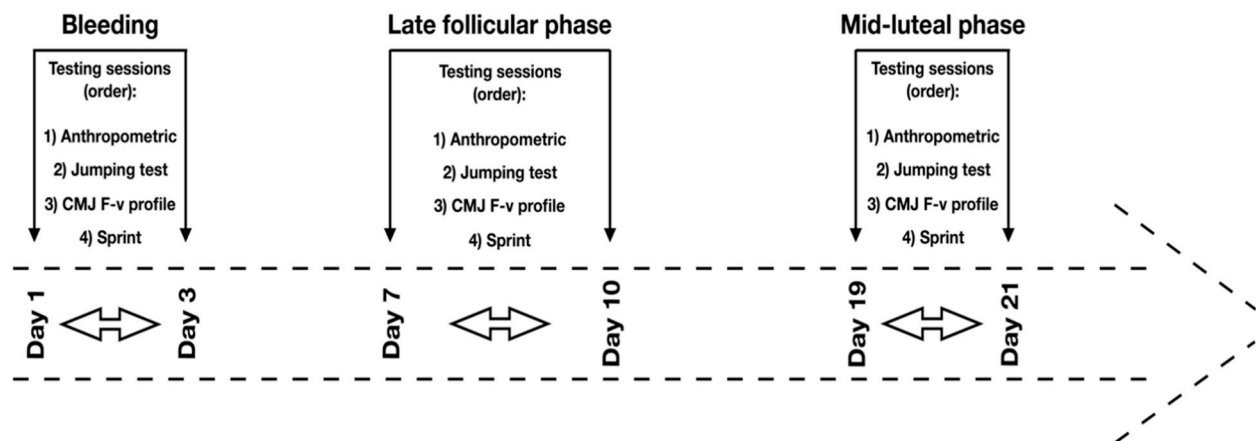 Bleeding
Testing sessions
(order):
1) Anthropometric
2) Jumping test
3) CMJ F-v profile
4) Sprint
Day 1
Day 3
Late follicular phase
Testing sessions
(order):
1) Anthropometric
2) Jumping test
3) CMJ F-v profile
4) Sprint
Day 7
Day 10
Mid-luteal phase
Testing sessions
(order):
1) Anthropometric
2) Jumping test
3) CMJ F-v profile
4) Sprint
Day 19
Day 21